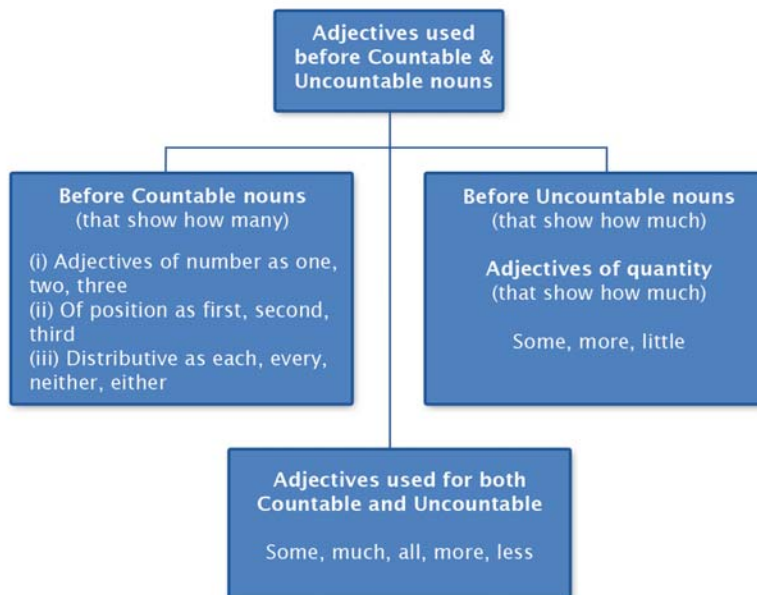 Adjectives used
before Countable &
Uncountable nouns
Before Countable nouns
(that show how many)
(i) Adjectives of number as one,
two, three
(ii) Of position as first, second,
third
(iii) Distributive as each, every,
neither, either
Before Uncountable nouns
(that show how much)
Adjectives of quantity
(that show how much)
Some, more, little
Adjectives used for both
Countable and Uncountable
Some, much, all, more, less